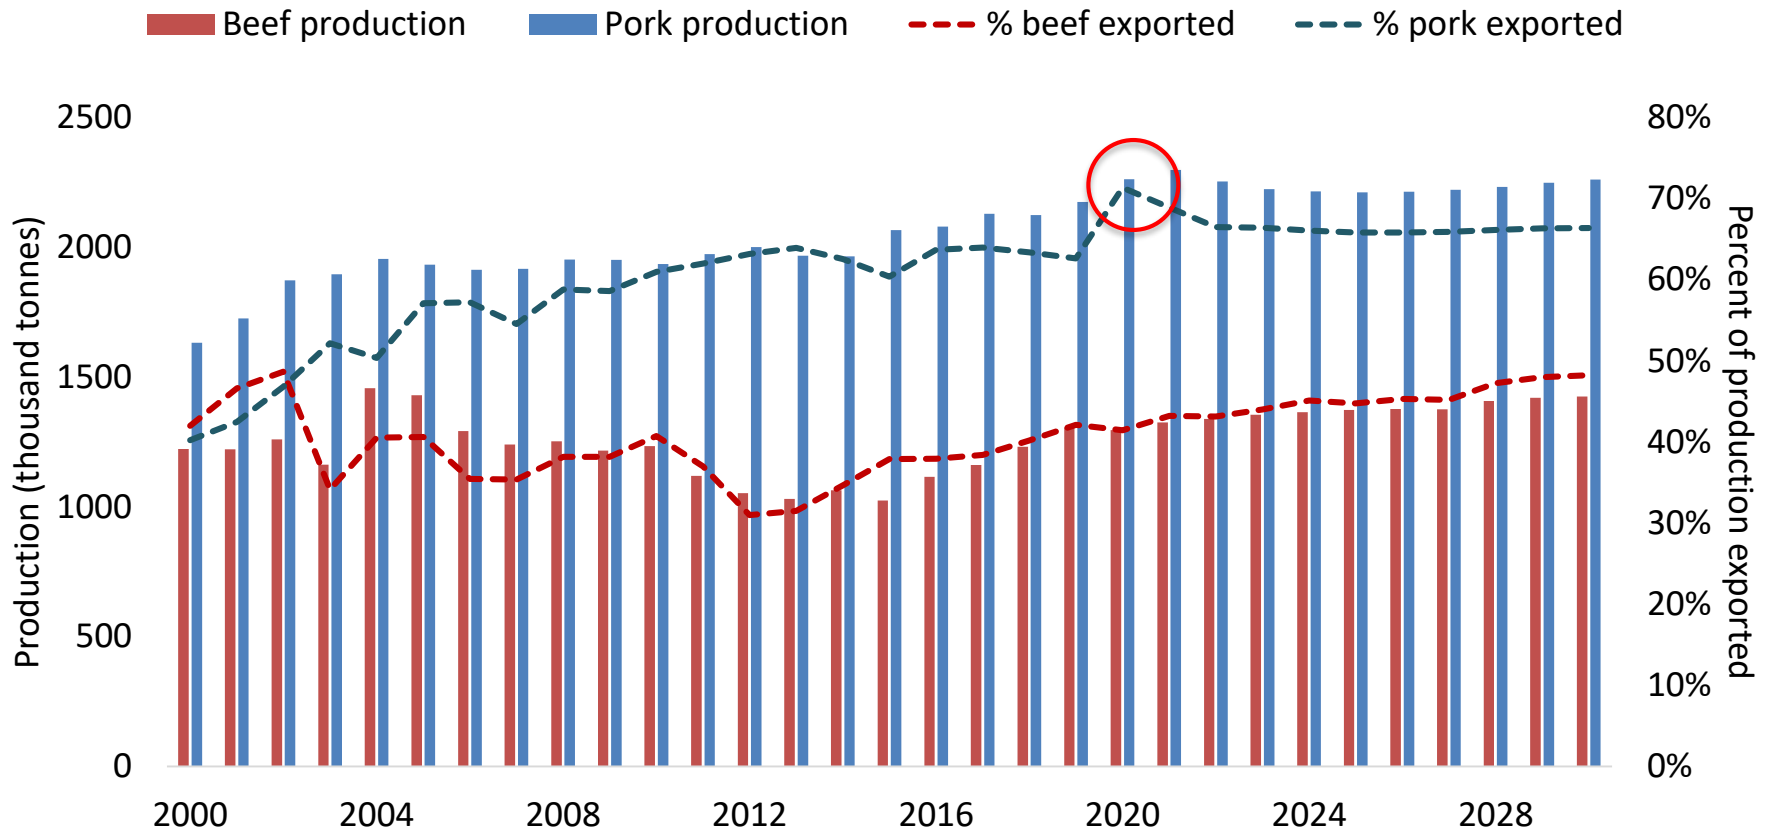 Beef production Pork production % beef exported % pork exported
2500 80%
70%
2000
60%
1500 50%
40%
1000 30%
20%
500
10%
0 0%
2000 2004 2008 2012 2016 2020 2024 2028
Production (thousand tonnes)
Percent of production exported